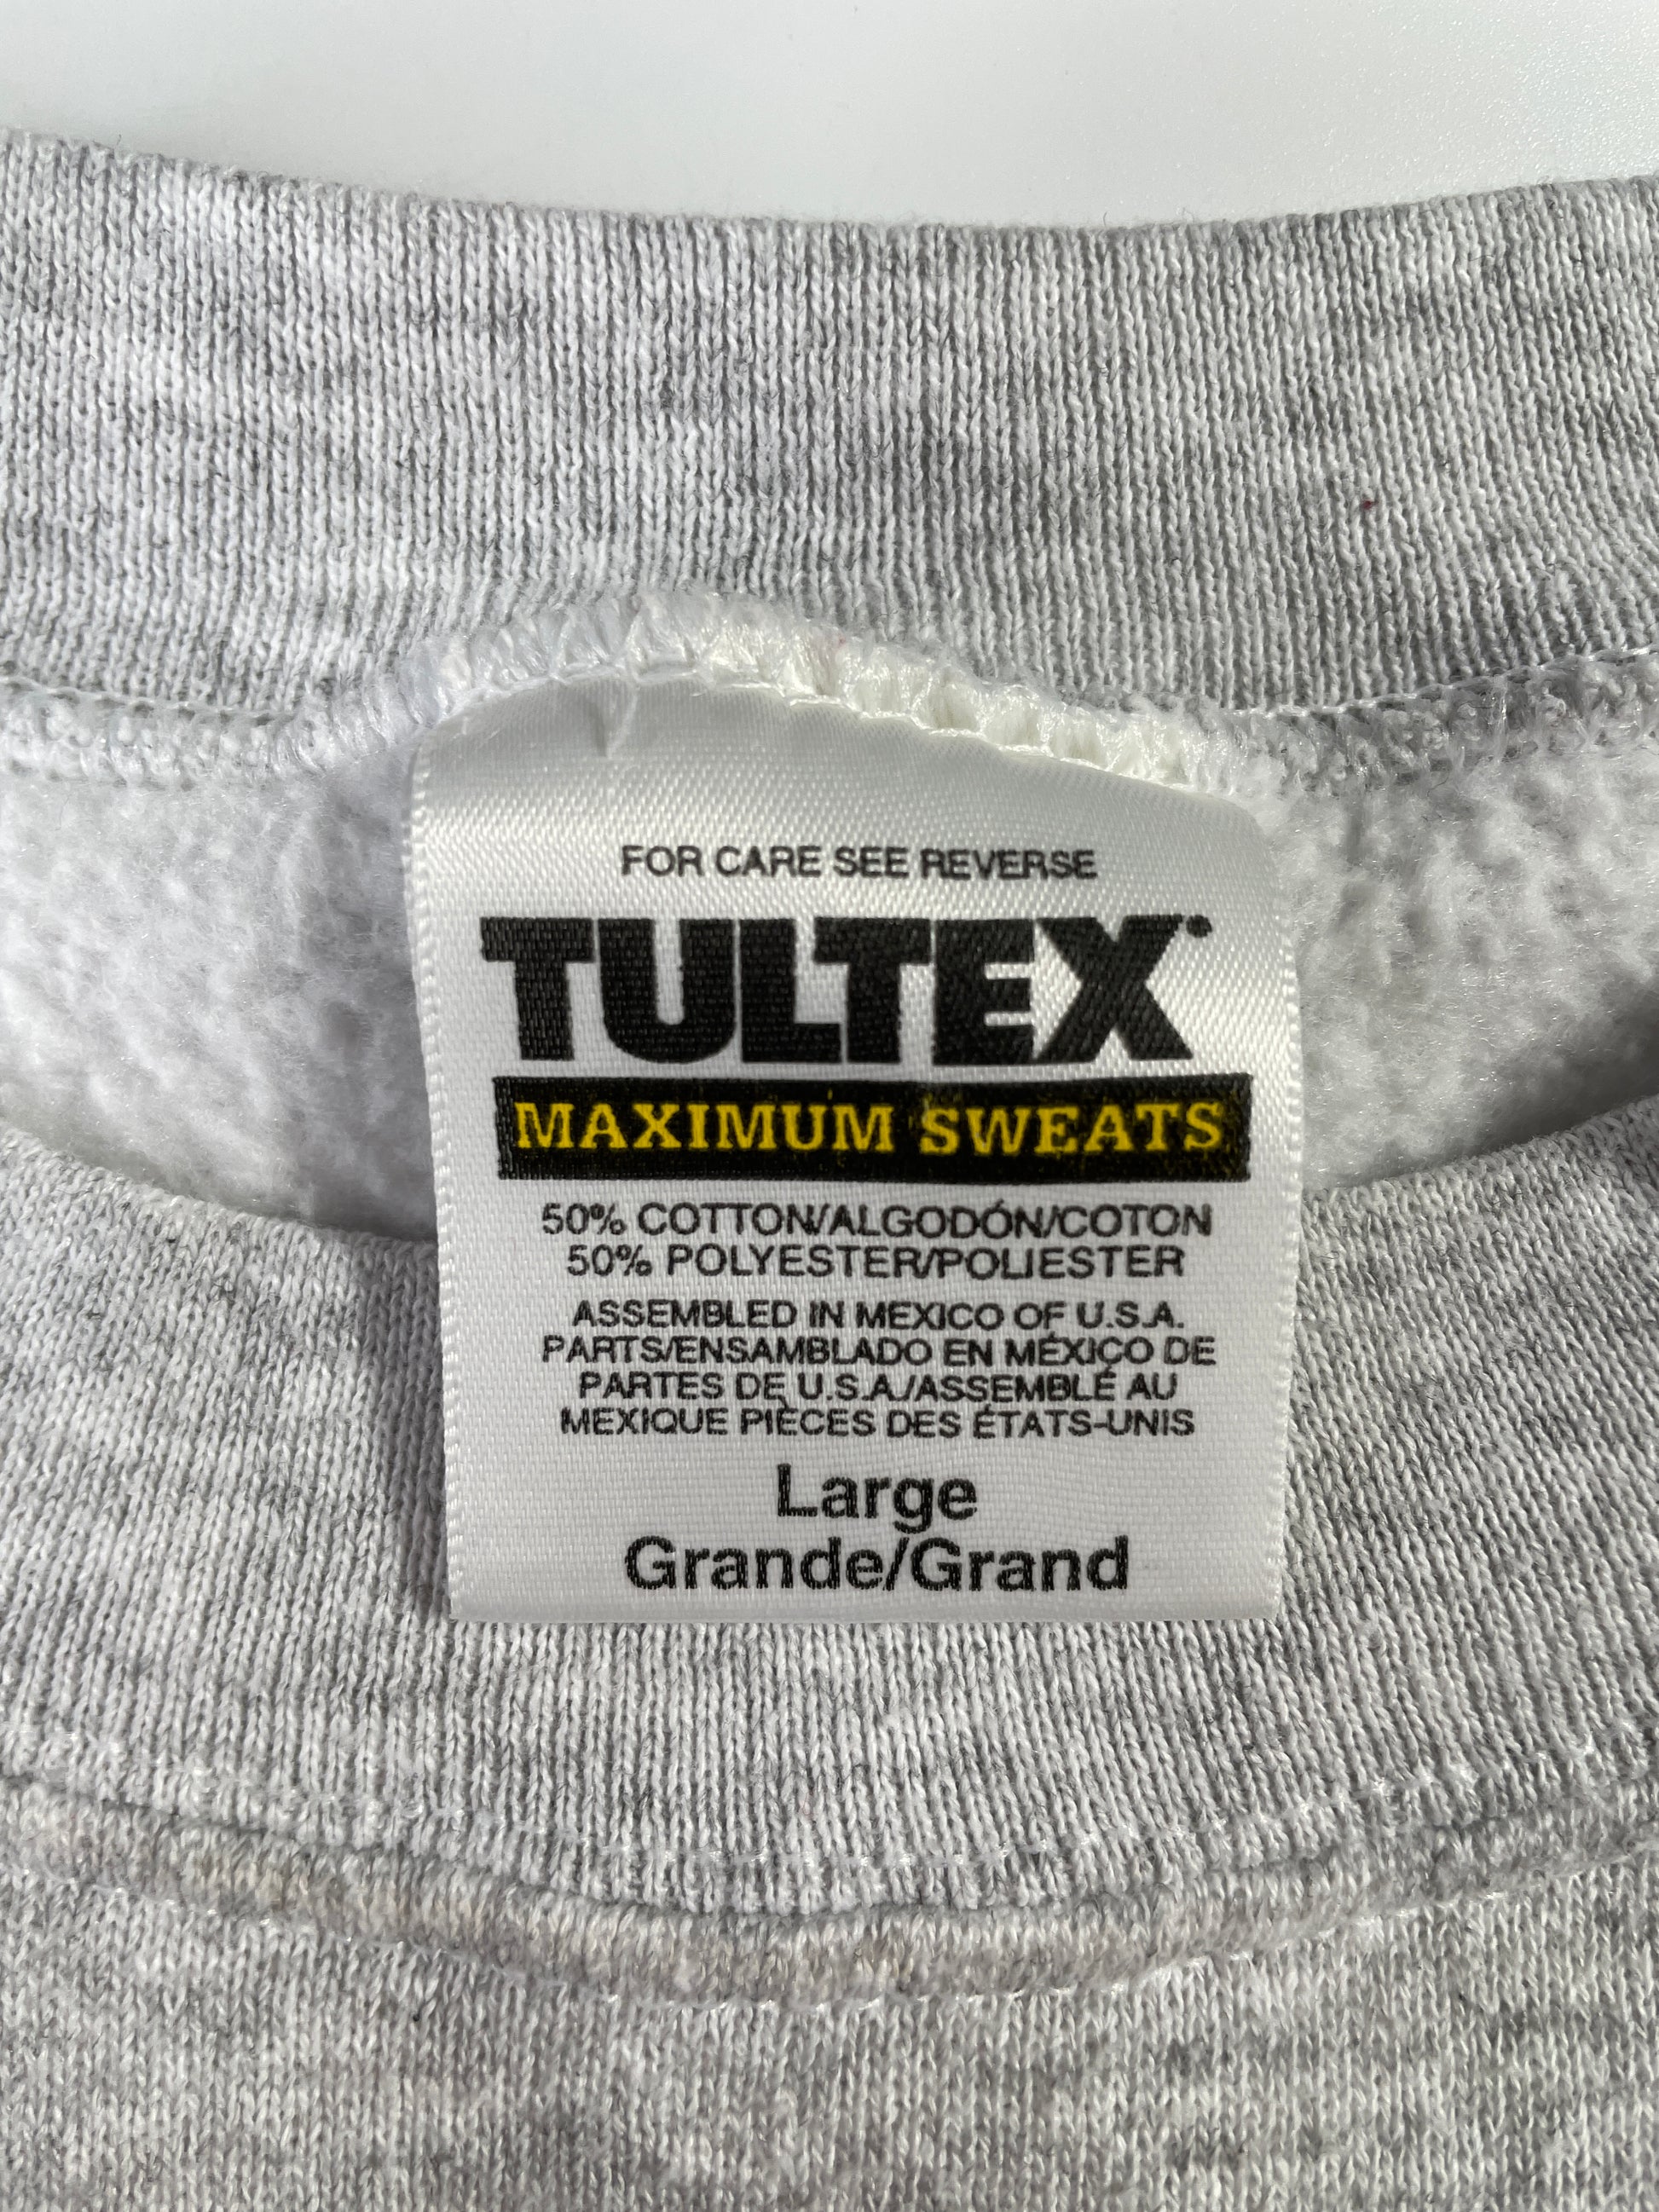 FOR CARE SEE REVERSE
TULTEX
MAXIMUM SWEATS
50% COTTON/ALGODÓN/COTON
50% POLYESTER/POLIESTER
ASSEMBLED IN MEXICO OF U.S.A.
PARTS/ENSAMBLADO EN MÉXICO DE
PARTES DE U.S.A./ASSEMBLÉ AU
MEXIQUE PIÈCES DES ÉTATS-UNIS
Large
Grande/Grand